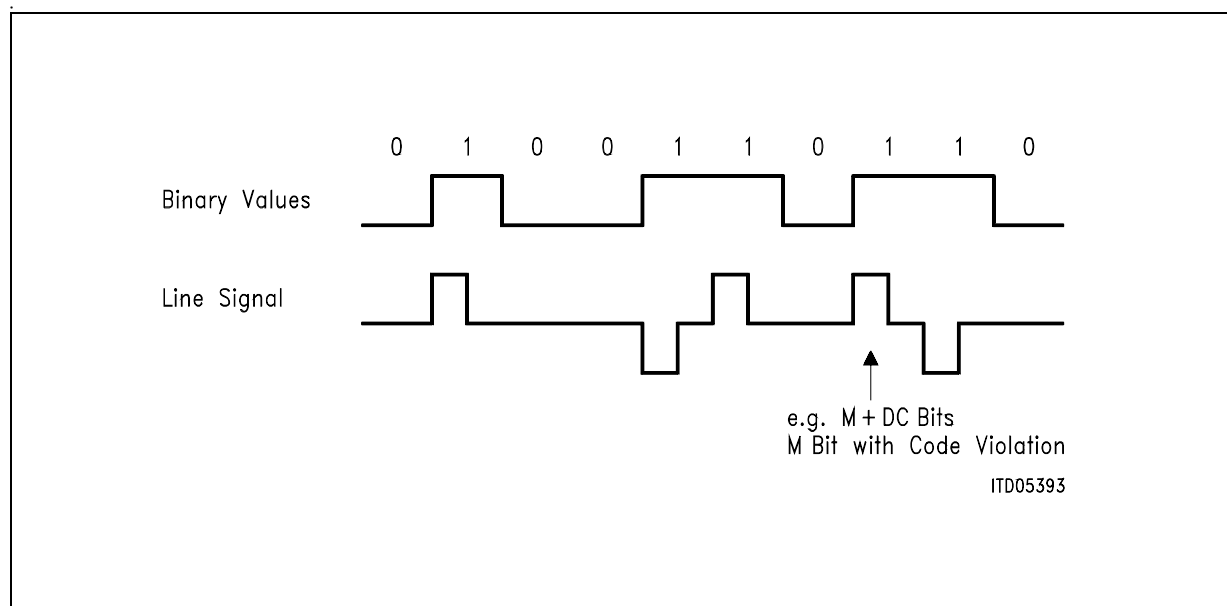 0 1 0 0 1 1 0 1 1 0
Binary Values
Line Signal
e.g. M + DC Bits
M Bit with Code Violation
ITD05393